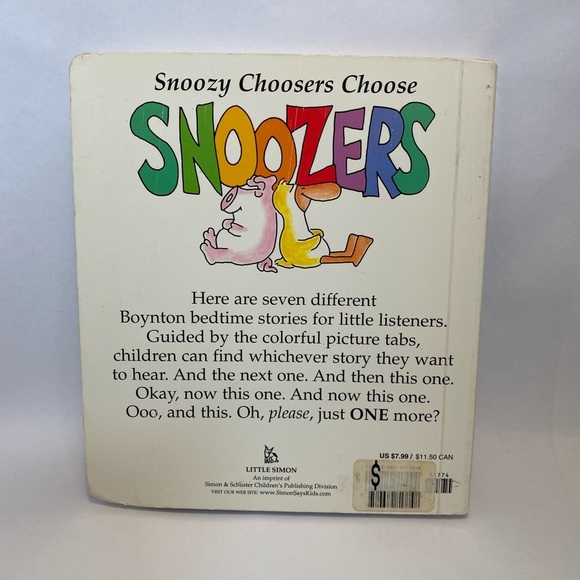 Snoozy Choosers Choose
SNOOZERS
Here are seven different
Boynton bedtime stories for little listeners.
Guided by the colorful picture tabs,
children can find whichever story they want
to hear. And the next one. And then this one.
Okay, now this one. And now this one.
Ooo, and this. Oh, please, just ONE more?
LITTLE SIMON
An imprint of
Simon & Schuster Children's Publishing Division
VISIT OUR WEB SITE: www.SimonSaysKids.com
US $7.99 / $11.50 CAN
$